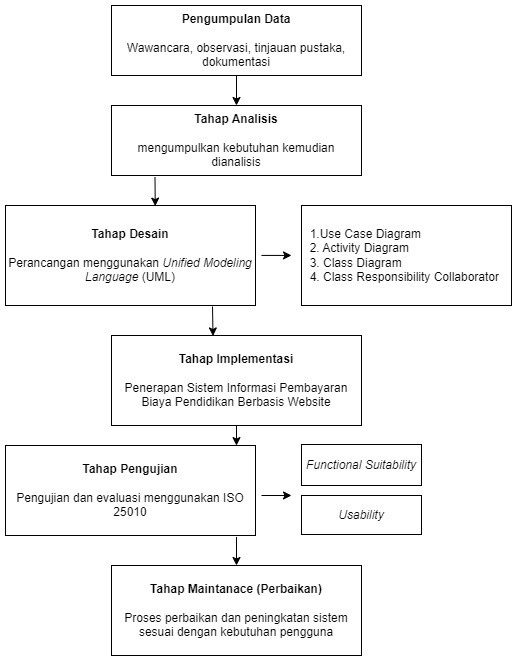 Pengumpulan Data
Wawancara, observasi, tinjauan pustaka,
dokumentasi
Tahap Analisis
mengumpulkan kebutuhan kemudian
dianalisis
Tahap Desain
Perancangan menggunakan Unified Modeling
Language (UML)
1.Use Case Diagram
2. Activity Diagram
3. Class Diagram
4. Class Responsibility Collaborator
Tahap Implementasi
Penerapan Sistem Informasi Pembayaran
Biaya Pendidikan Berbasis Website
Tahap Pengujian
Pengujian dan evaluasi menggunakan ISO
25010
Functional Suitability
Usability
Tahap Maintanace (Perbaikan)
Proses perbaikan dan peningkatan sistem
sesuai dengan kebutuhan pengguna